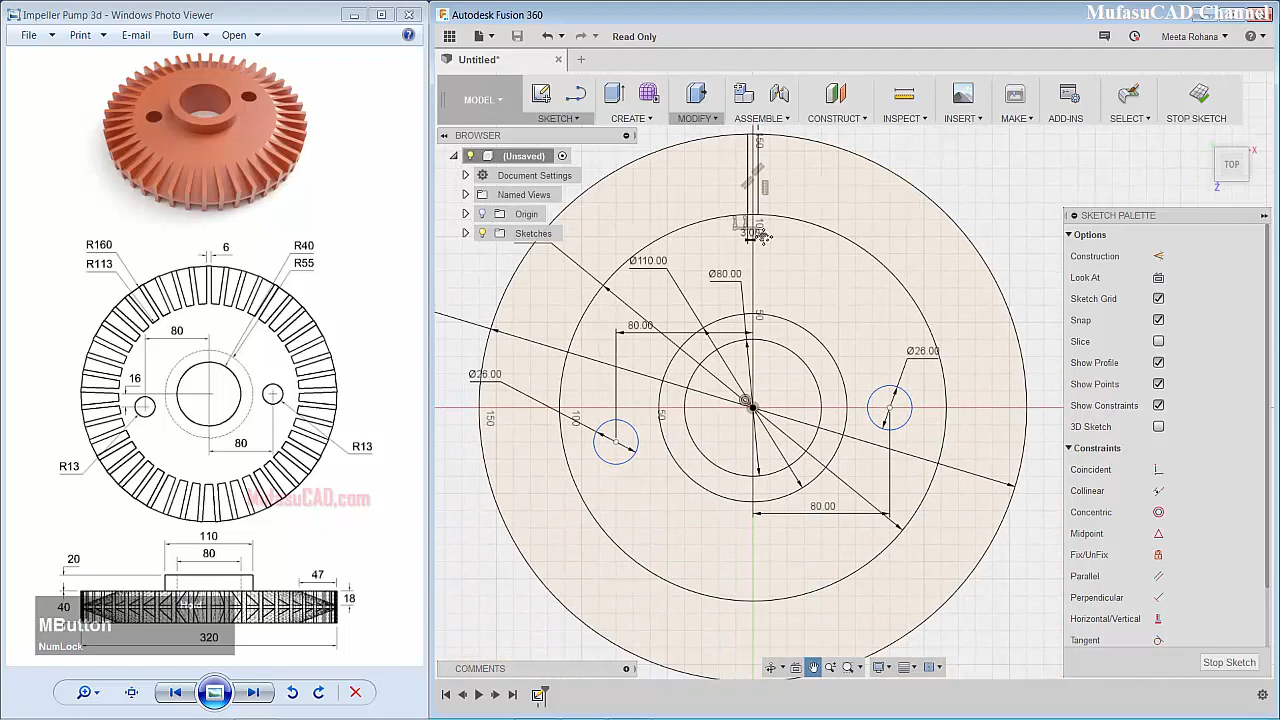 Impeller Pump 3d - Windows Photo Viewer
File
Print
E-mail
Burn
Open
R160
6
R40
R113
R55
80
16
80
R13
R13
MufasuCAD.com
110
80
20
47
40
18
320
MButton
NumLock
Autodesk Fusion 360
MufasuCAD Channel
Read Only
Meeta Rohana
Untitled*
MODEL
SKETCH
CREATE
MODIFY
ASSEMBLE
CONSTRUCT
INSPECT
INSERT
MAKE
ADD-INS
SELECT
STOP SKETCH
BROWSER
(Unsaved)
Document Settings
Named Views
Origin
Sketches
TOP
X
Z
Ø110.00
Ø80.00
80.00
Ø26.00
Ø26.00
80.00
150
100
50
50
SKETCH PALETTE
Options
Construction
Look At
Sketch Grid
Snap
Slice
Show Profile
Show Points
Show Constraints
3D Sketch
Constraints
Coincident
Collinear
Concentric
Midpoint
Fix/UnFix
Parallel
Perpendicular
Horizontal/Vertical
Tangent
Stop Sketch
COMMENTS